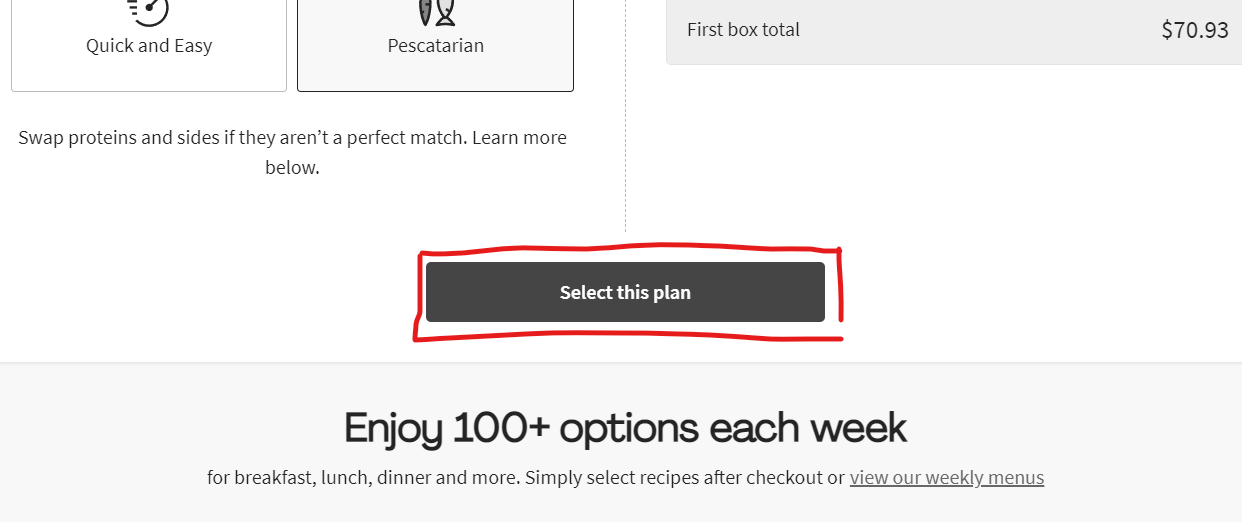 Quick and Easy
Pescatarian
Swap proteins and sides if they aren’t a perfect match. Learn more
below.
First box total
$70.93
Select this plan
Enjoy 100+ options each week
for breakfast, lunch, dinner and more. Simply select recipes after checkout or view our weekly menus